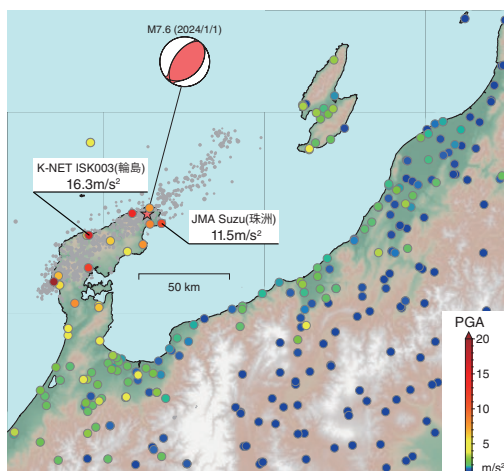 M7.6 (2024/1/1)
K-NET ISK003(輪島)
16.3m/s²
JMA Suzu(珠洲)
11.5m/s²
50 km
PGA
20
15
10
5
m/s²